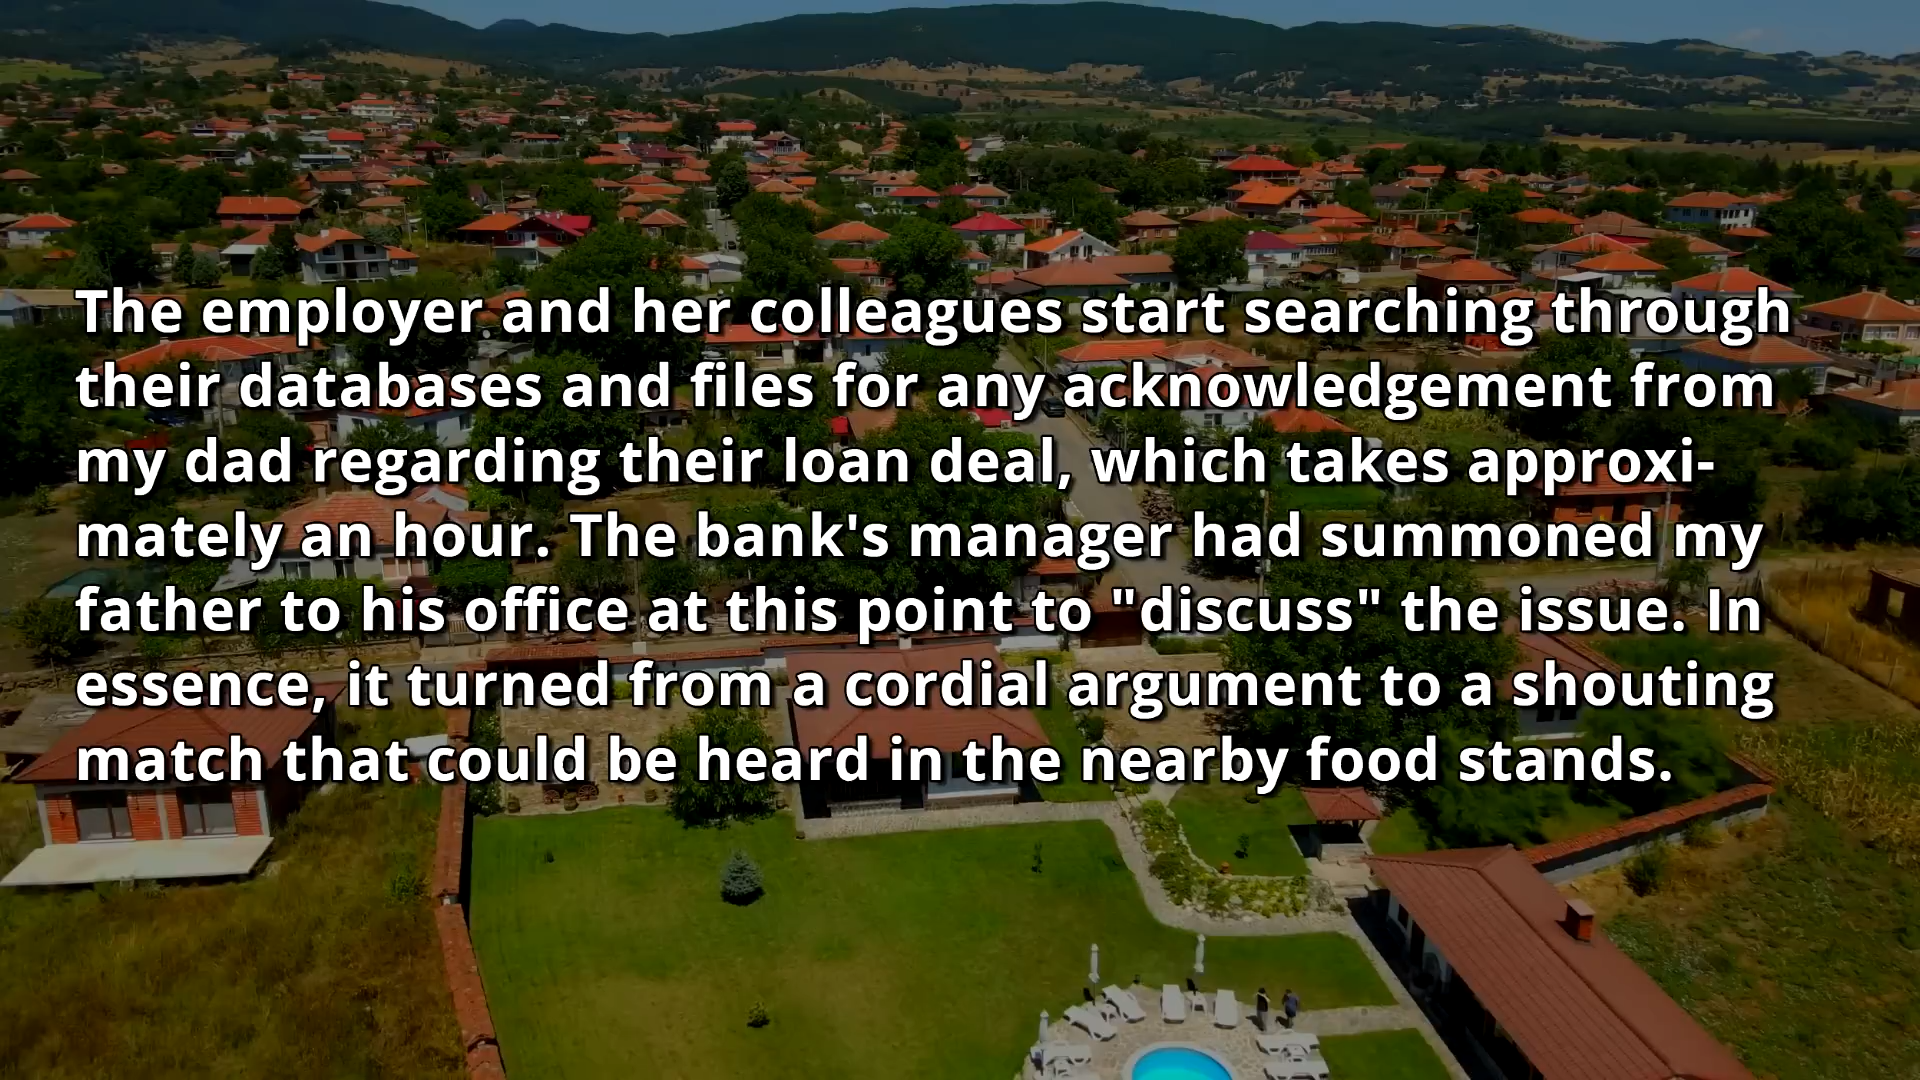 The employer and her colleagues start searching through
their databases and files for any acknowledgement from
my dad regarding their loan deal, which takes approxi-
mately an hour. The bank's manager had summoned my
father to his office at this point to "discuss" the issue. In
essence, it turned from a cordial argument to a shouting
match that could be heard in the nearby food stands.